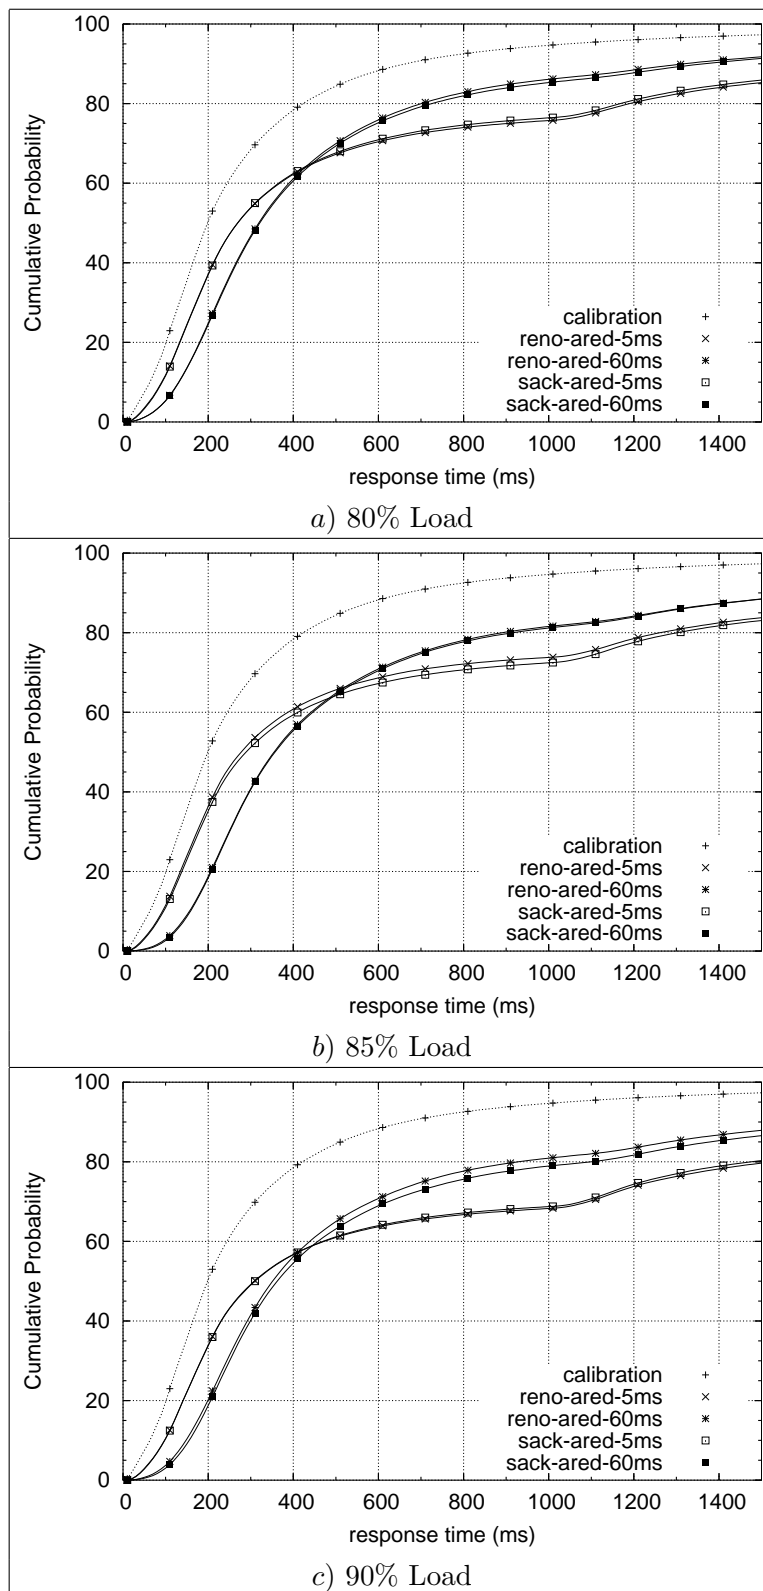 100
80
60
40
20
0
Cumulative Probability
calibration
reno-ared-5ms
reno-ared-60ms
sack-ared-5ms
sack-ared-60ms
0 200 400 600 800 1000 1200 1400
response time (ms)
a) 80% Load
100
80
60
40
20
0
Cumulative Probability
calibration
reno-ared-5ms
reno-ared-60ms
sack-ared-5ms
sack-ared-60ms
0 200 400 600 800 1000 1200 1400
response time (ms)
b) 85% Load
100
80
60
40
20
0
Cumulative Probability
calibration
reno-ared-5ms
reno-ared-60ms
sack-ared-5ms
sack-ared-60ms
0 200 400 600 800 1000 1200 1400
response time (ms)
c) 90% Load